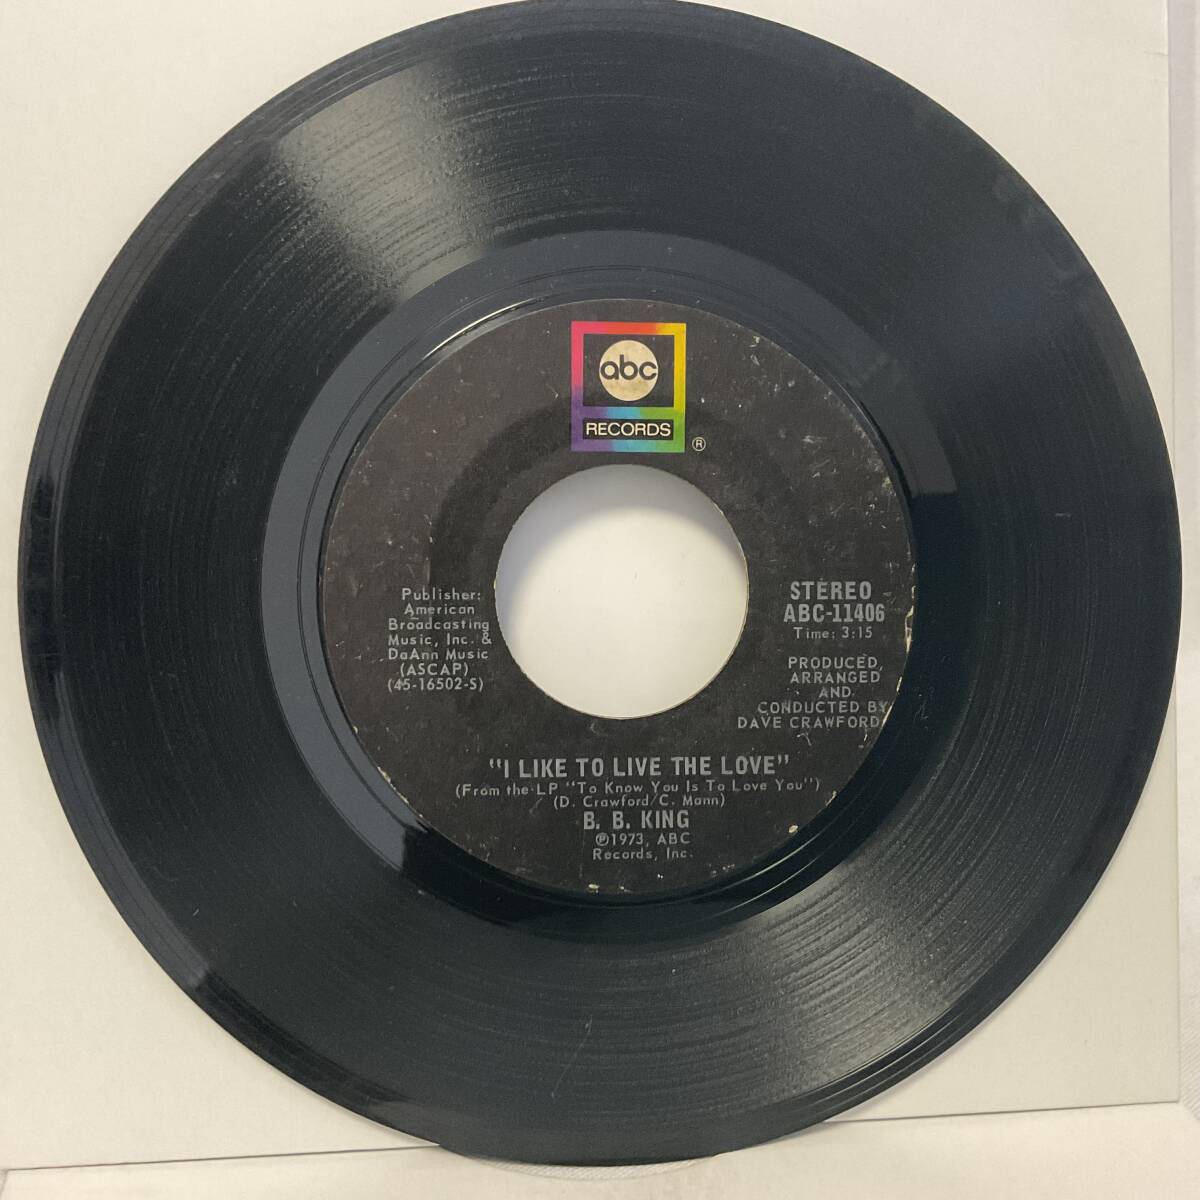 abc
RECORDS
®
Publisher:
American
Broadcasting
Music, Inc. &
DaAnn Music
(ASCAP)
(45-16502-S)
STEREO
ABC-11406
Time: 3:15
PRODUCED,
ARRANGED
AND
CONDUCTED BY
DAVE CRAWFORD
"I LIKE TO LIVE THE LOVE"
(From the LP "To Know You Is To Love You")
(D. Crawford/C. Mann)
B. B. KING
℗1973, ABC
Records, Inc.